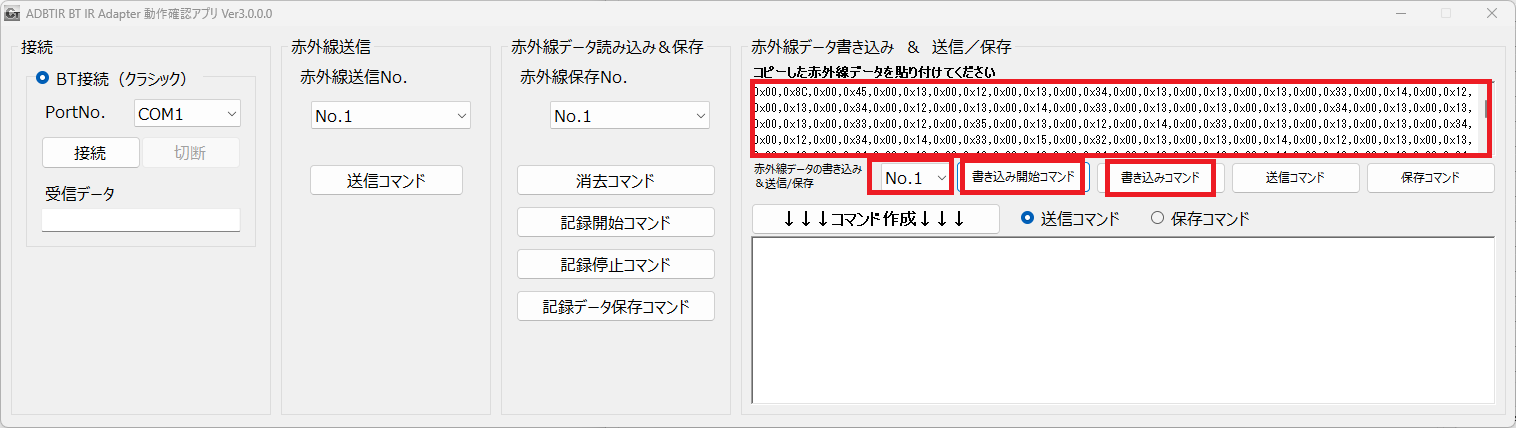 ADBTIR BT IR Adapter 動作確認アプリ Ver3.0.0.0
接続
BT接続（クラシック）
PortNo.
COM1
接続
切断
受信データ
赤外線送信
赤外線送信No.
No.1
送信コマンド
赤外線データ読み込み＆保存
赤外線保存No.
No.1
消去コマンド
記録開始コマンド
記録停止コマンド
記録データ保存コマンド
赤外線データ書き込み ＆ 送信／保存
コピーした赤外線データを貼り付けてください
0x00,0x8C,0x00,0x45,0x00,0x13,0x00,0x12,0x00,0x13,0x00,0x34,0x00,0x13,0x00,0x13,0x00,0x13,0x00,0x33,0x00,0x14,0x00,0x12,
0x00,0x13,0x00,0x34,0x00,0x12,0x00,0x13,0x00,0x14,0x00,0x33,0x00,0x13,0x00,0x13,0x00,0x13,0x00,0x34,0x00,0x13,0x00,0x13,
0x00,0x13,0x00,0x33,0x00,0x12,0x00,0x35,0x00,0x13,0x00,0x12,0x00,0x14,0x00,0x33,0x00,0x13,0x00,0x13,0x00,0x13,0x00,0x34,
0x00,0x12,0x00,0x34,0x00,0x14,0x00,0x33,0x00,0x15,0x00,0x32,0x00,0x13,0x00,0x34,0x00,0x13,0x00,0x14,0x00,0x12,0x00,0x13,
赤外線データの書き込み
＆送信/保存
No.1
書き込み開始コマンド
書き込みコマンド
送信コマンド
保存コマンド
↓↓↓コマンド作成↓↓↓
送信コマンド
保存コマンド